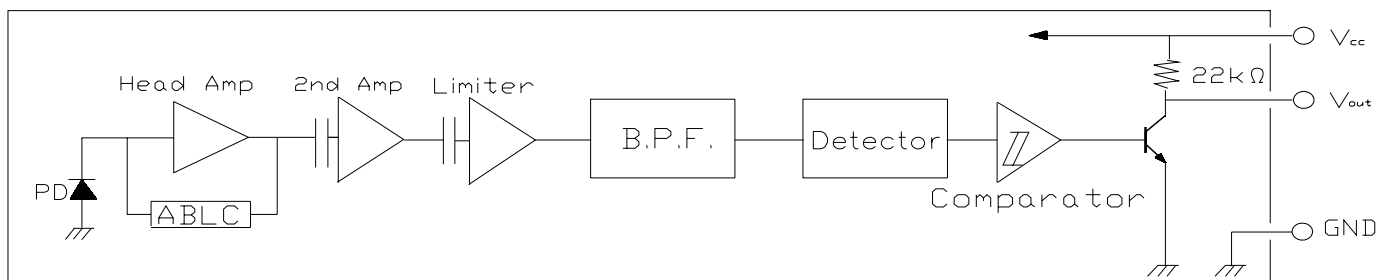 Vcc
22kΩ
Head Amp
2nd Amp
Limiter
Vout
B.P.F.
Detector
PD
ABLC
Comparator
GND